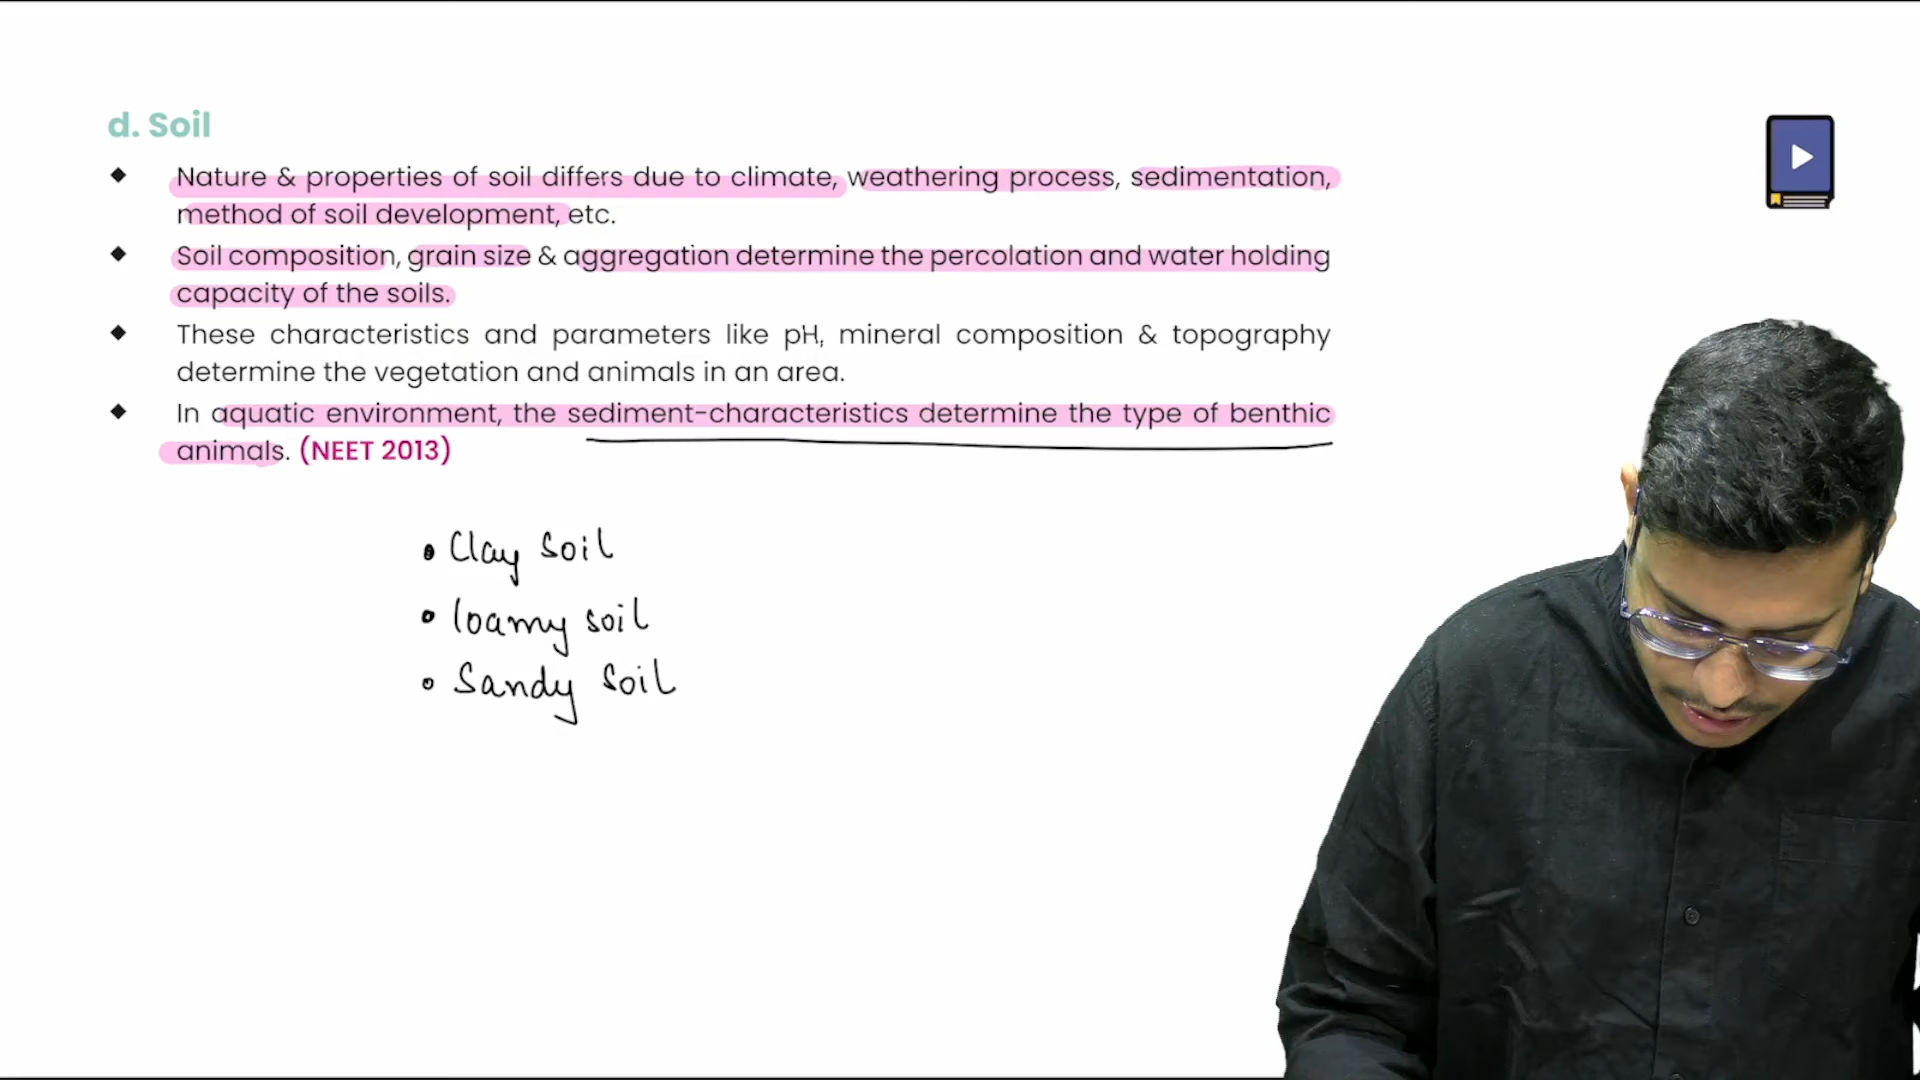 d. Soil
◆ Nature & properties of soil differs due to climate, weathering process, sedimentation,
method of soil development, etc.
◆ Soil composition, grain size & aggregation determine the percolation and water holding
capacity of the soils.
◆ These characteristics and parameters like pH, mineral composition & topography
determine the vegetation and animals in an area.
◆ In aquatic environment, the sediment-characteristics determine the type of benthic
animals. (NEET 2013)
• Clay Soil
• loamy soil
• Sandy Soil